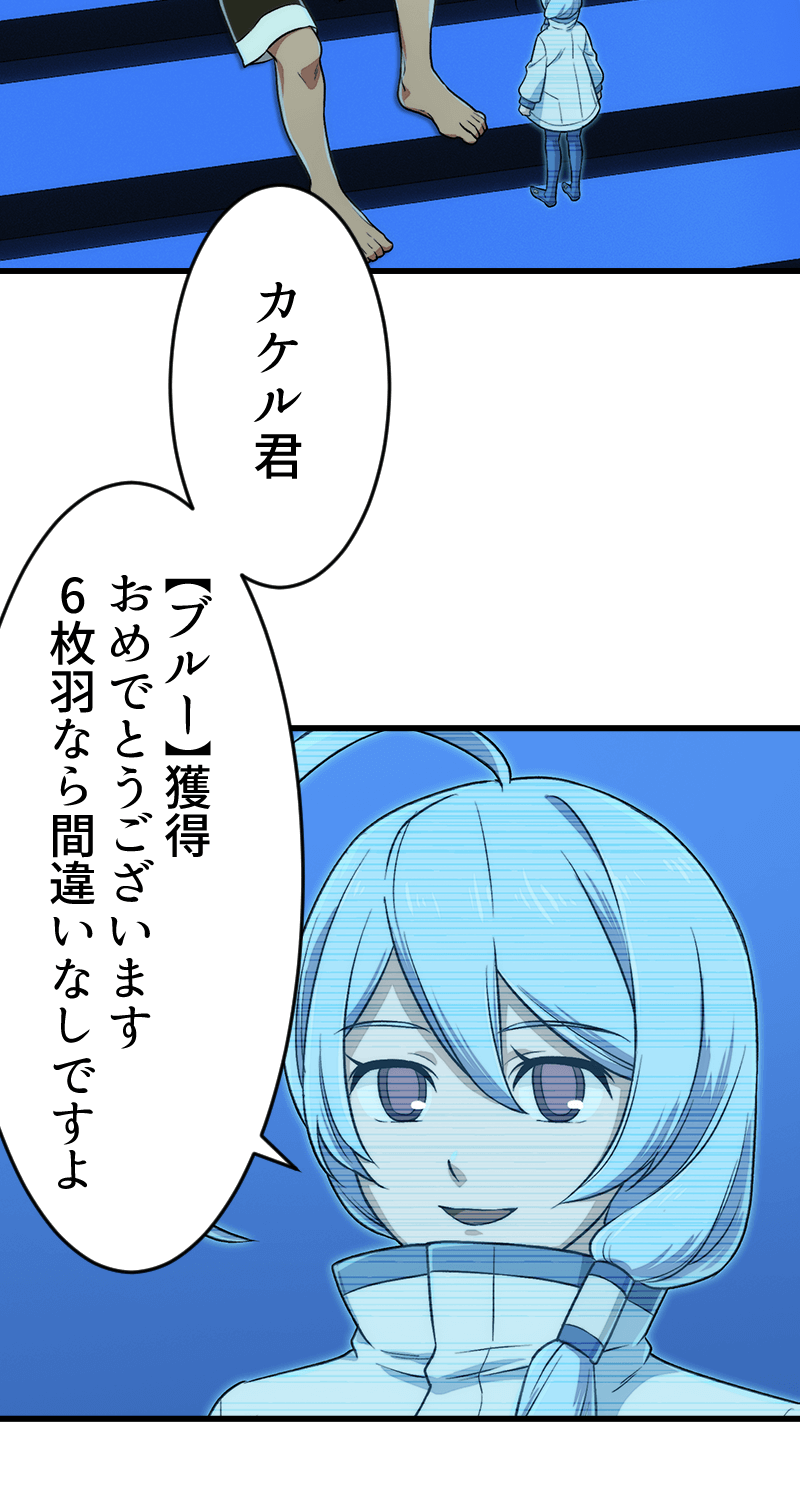 カケル君
【ブルー】獲得
おめでとうございます
6枚羽なら間違いなしですよ